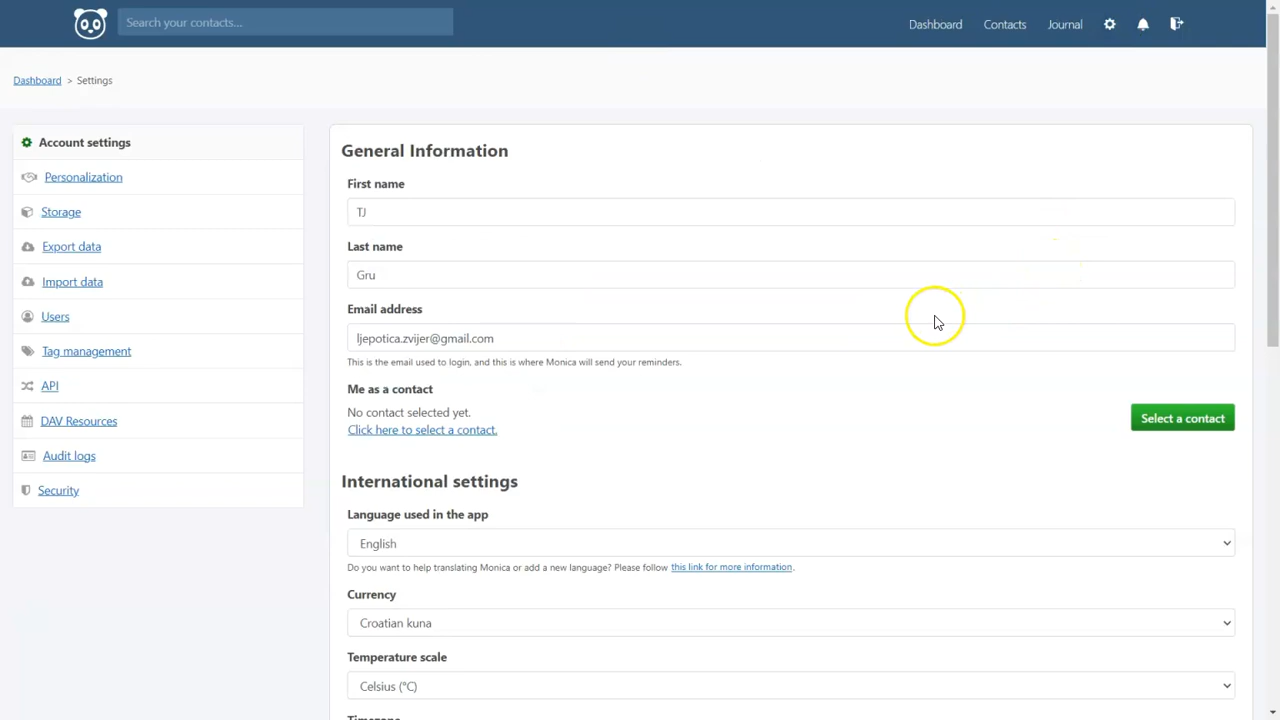 Search your contacts...
Dashboard Contacts Journal
Dashboard > Settings
Account settings
Personalization
Storage
Export data
Import data
Users
Tag management
API
DAV Resources
Audit logs
Security
General Information
First name
TJ
Last name
Gru
Email address
ljepotica.zvijer@gmail.com
This is the email used to login, and this is where Monica will send your reminders.
Me as a contact
No contact selected yet.
Click here to select a contact.
Select a contact
International settings
Language used in the app
English
Do you want to help translating Monica or add a new language? Please follow this link for more information.
Currency
Croatian kuna
Temperature scale
Celsius (°C)
Timezone